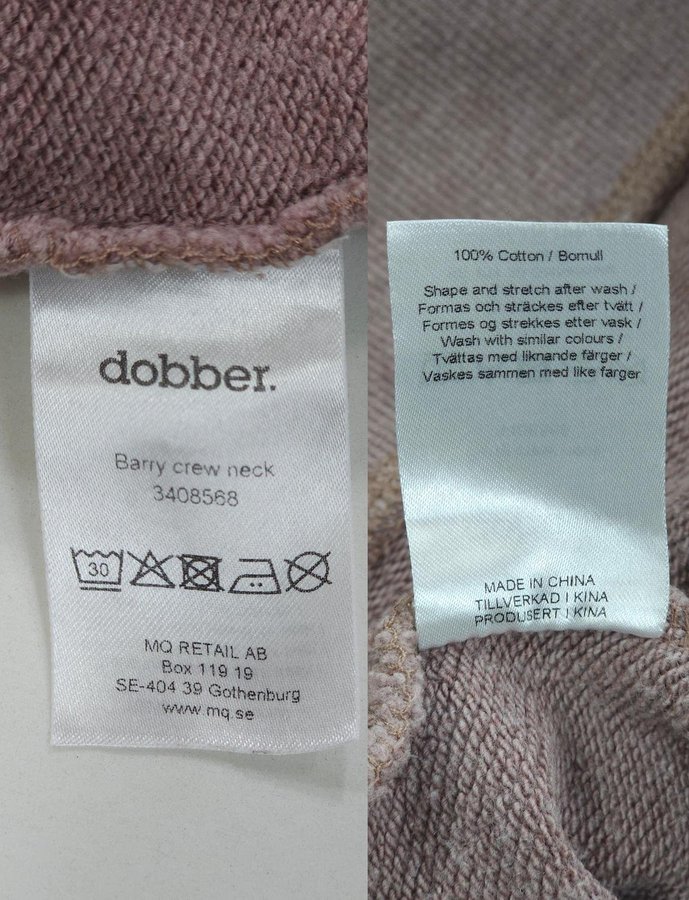 dobber.
Barry crew neck
3408568
30
MQ RETAIL AB
Box 119 19
SE-404 39 Gothenburg
www.mq.se
100% Cotton / Bomull
Shape and stretch after wash /
Formas och sträckes efter tvätt /
Formes og strekkes etter vask /
Wash with similar colours /
Tvättas med liknande färger /
Vaskes sammen med like farger
MADE IN CHINA
TILLVERKAD I KINA
PRODUSERT I KINA